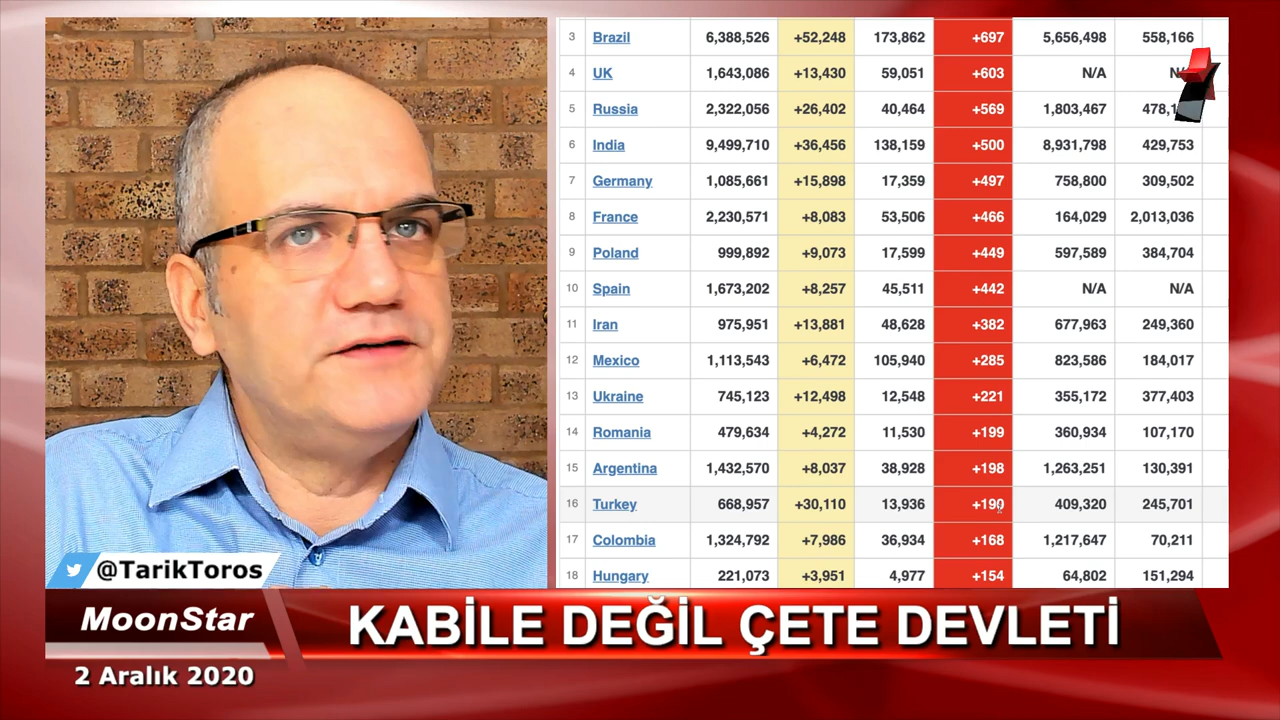 3 Brazil 6,388,526 +52,248 173,862 +697 5,656,498 558,166
4 UK 1,643,086 +13,430 59,051 +603 N/A
5 Russia 2,322,056 +26,402 40,464 +569 1,803,467
6 India 9,499,710 +36,456 138,159 +500 8,931,798 429,753
7 Germany 1,085,661 +15,898 17,359 +497 758,800 309,502
8 France 2,230,571 +8,083 53,506 +466 164,029 2,013,036
9 Poland 999,892 +9,073 17,599 +449 597,589 384,704
10 Spain 1,673,202 +8,257 45,511 +442 N/A N/A
11 Iran 975,951 +13,881 48,628 +382 677,963 249,360
12 Mexico 1,113,543 +6,472 105,940 +285 823,586 184,017
13 Ukraine 745,123 +12,498 12,548 +221 355,172 377,403
14 Romania 479,634 +4,272 11,530 +199 360,934 107,170
15 Argentina 1,432,570 +8,037 38,928 +198 1,263,251 130,391
16 Turkey 668,957 +30,110 13,936 +190 409,320 245,701
17 Colombia 1,324,792 +7,986 36,934 +168 1,217,647 70,211
18 Hungary 221,073 +3,951 4,977 +154 64,802 151,294
@TarikToros
MoonStar
KABİLE DEĞİL ÇETE DEVLETİ
2 Aralık 2020